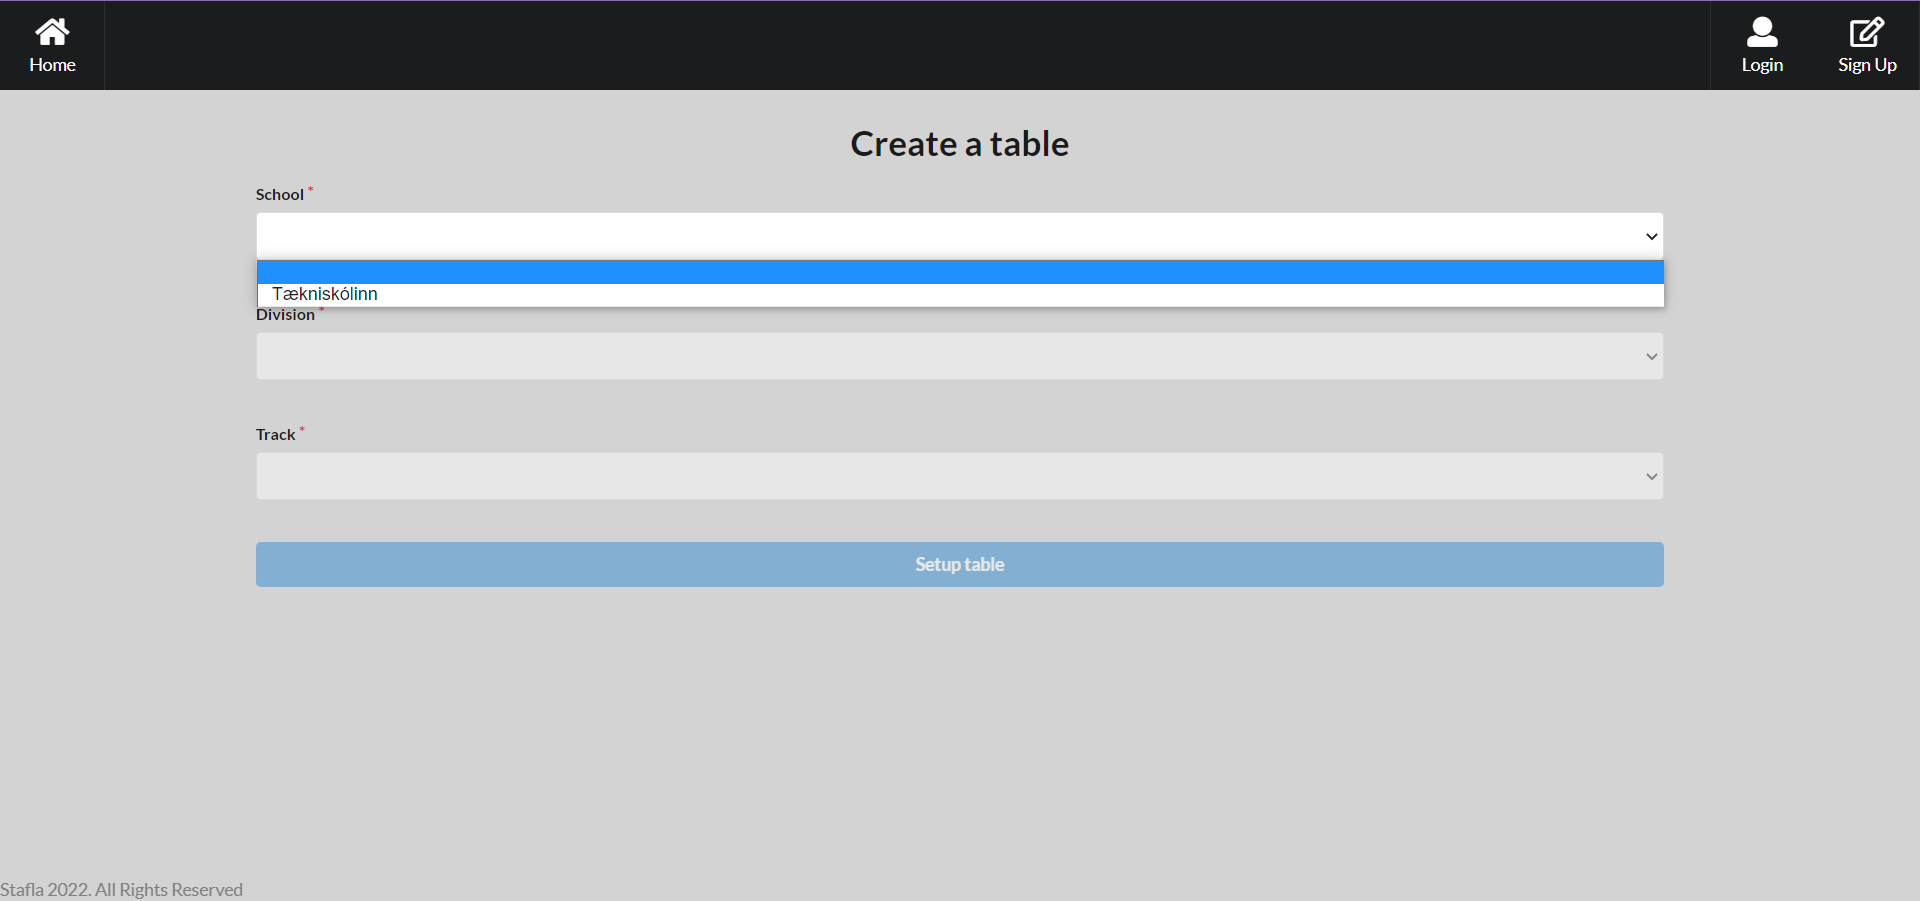 Home
Login
Sign Up
Create a table
School *
Tækniskólinn
Division *
Track *
Setup table
Stafla 2022. All Rights Reserved